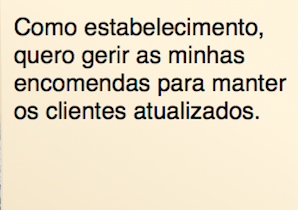 Como estabelecimento,
quero gerir as minhas
encomendas para manter
os clientes atualizados.